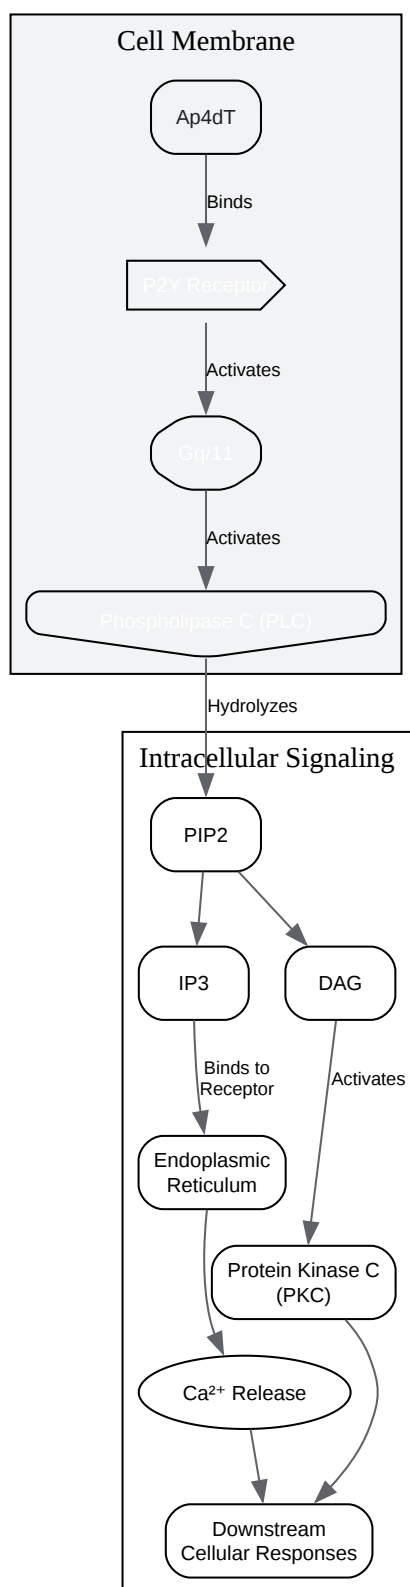 Cell Membrane
Ap4dT
Binds
P2Y Receptor
Activates
Gq/11
Activates
Phospholipase C (PLC)
Hydrolyzes
Intracellular Signaling
PIP2
IP3
DAG
Binds to
Receptor
Activates
Endoplasmic
Reticulum
Protein Kinase C
(PKC)
Ca²⁺ Release
Downstream
Cellular Responses